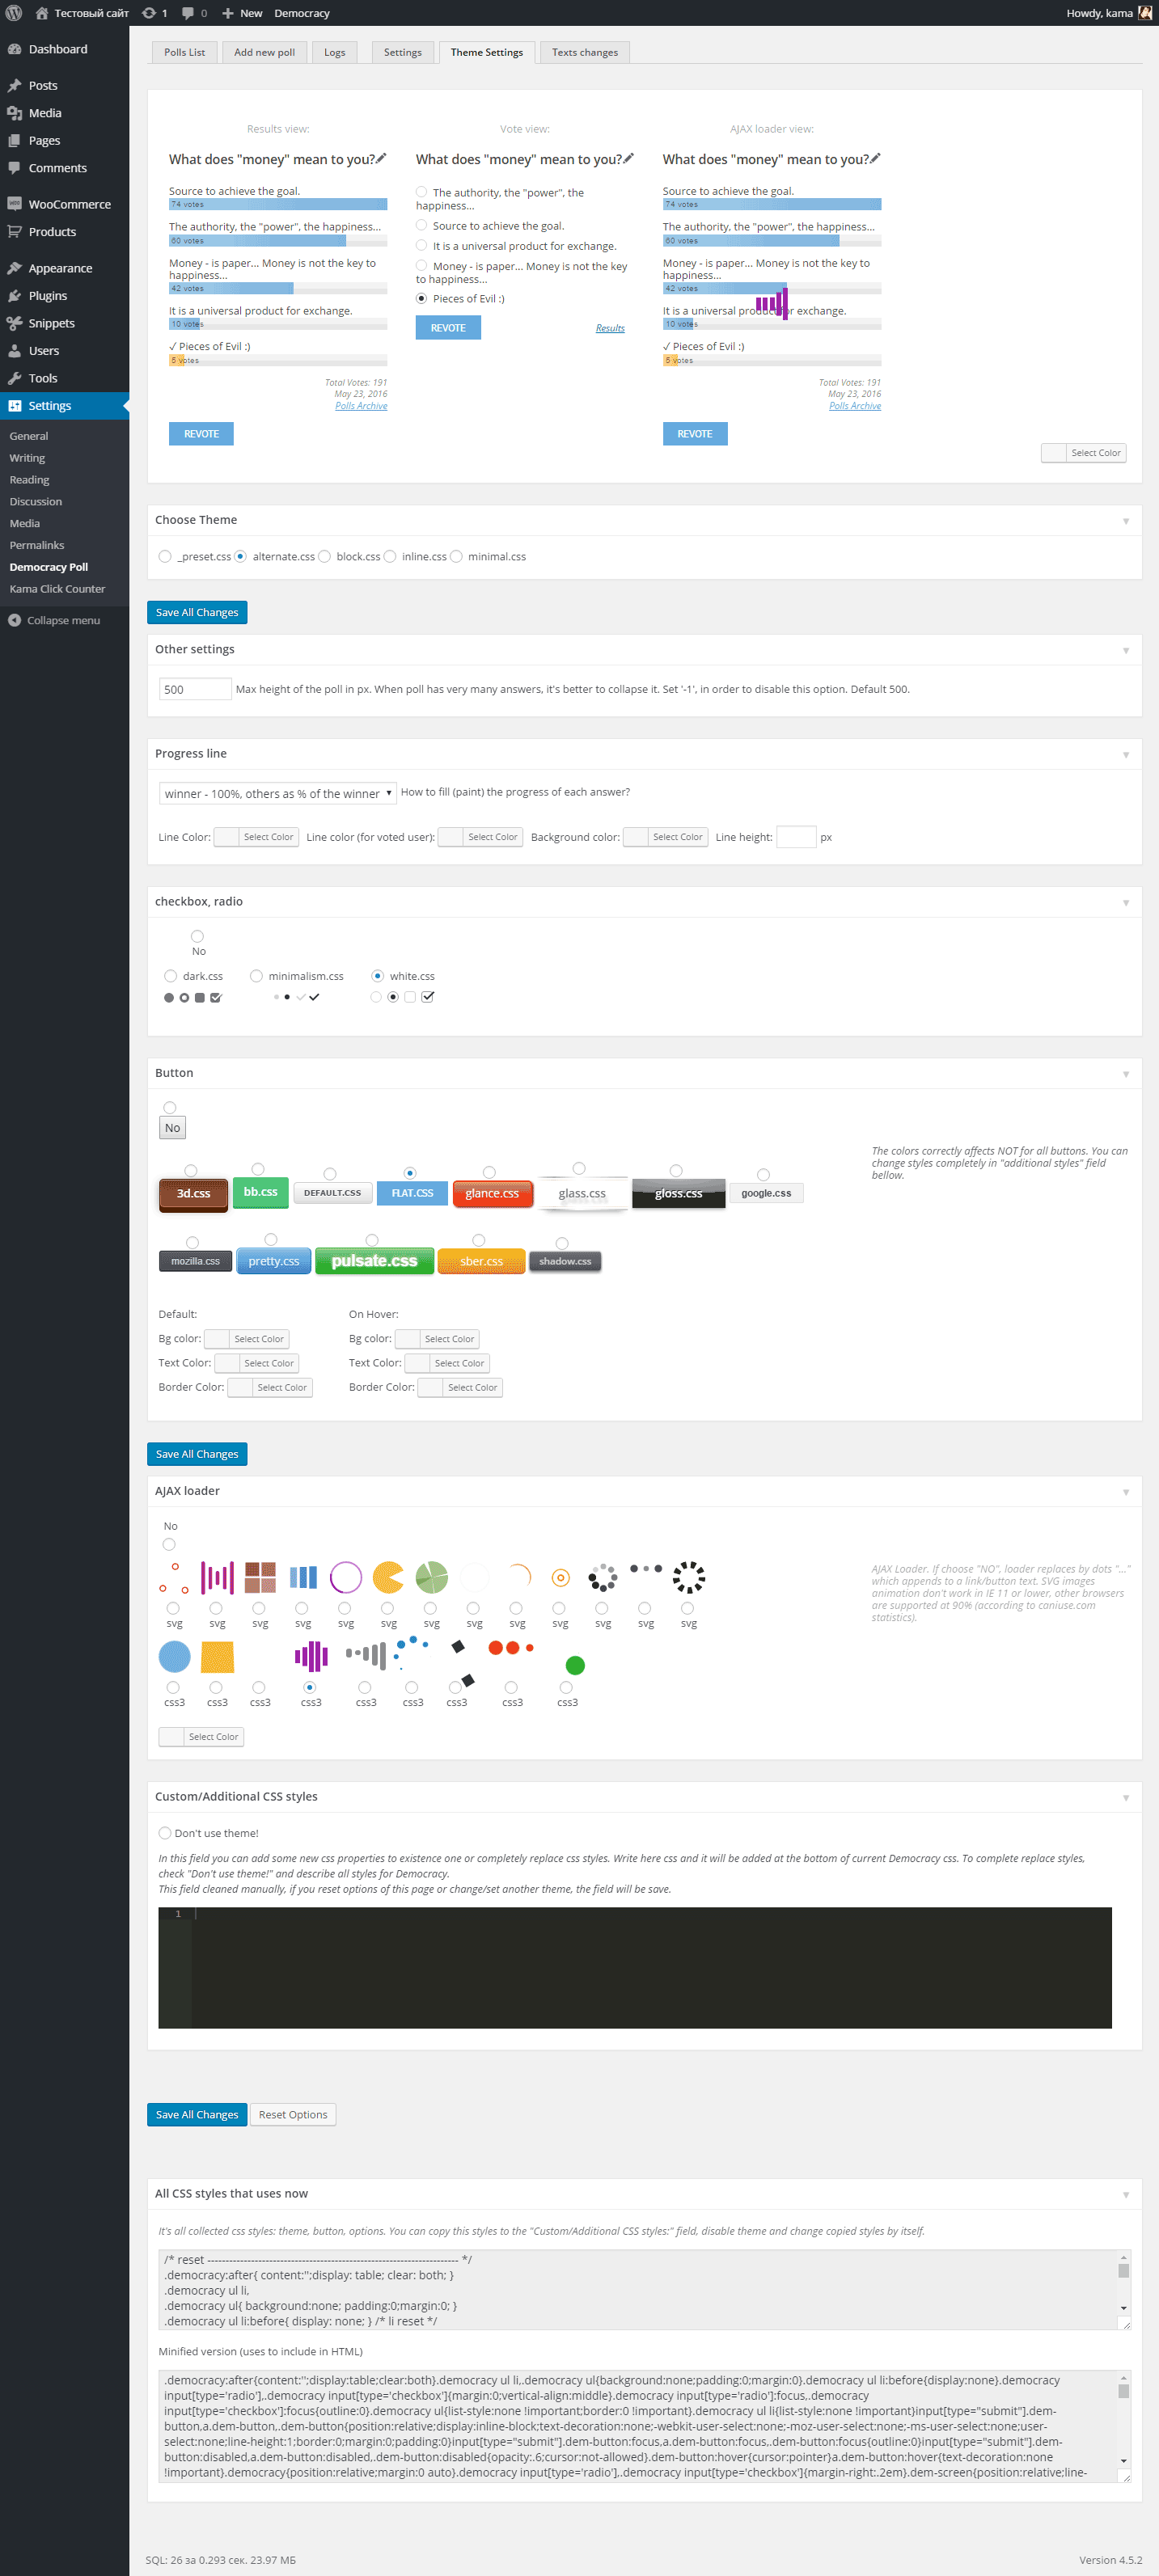 Тестовый сайт 1 0 New Democracy Howdy, kama
Dashboard
Posts
Media
Pages
Comments
WooCommerce
Products
Appearance
Plugins
Snippets
Users
Tools
Settings
General
Writing
Reading
Discussion
Media
Permalinks
Democracy Poll
Kama Click Counter
Collapse menu
Polls List Add new poll Logs Settings Theme Settings Texts changes
Results view:
What does "money" mean to you?
Source to achieve the goal.
74 votes
The authority, the "power", the happiness...
60 votes
Money - is paper... Money is not the key to
happiness...
42 votes
It is a universal product for exchange.
10 votes
✓ Pieces of Evil :)
5 votes
Total Votes: 191
May 23, 2016
Polls Archive
REVOTE
Vote view:
What does "money" mean to you?
The authority, the "power", the
happiness...
Source to achieve the goal.
It is a universal product for exchange.
Money - is paper... Money is not the key
to happiness...
Pieces of Evil :)
REVOTE Results
AJAX loader view:
What does "money" mean to you?
Source to achieve the goal.
74 votes
The authority, the "power", the happiness...
60 votes
Money - is paper... Money is not the key to
happiness...
42 votes
It is a universal product for exchange.
10 votes
✓ Pieces of Evil :)
5 votes
Total Votes: 191
May 23, 2016
Polls Archive
REVOTE
Select Color
Choose Theme
_preset.css alternate.css block.css inline.css minimal.css
Save All Changes
Other settings
500 Max height of the poll in px. When poll has very many answers, it's better to collapse it. Set '-1', in order to disable this option. Default 500.
Progress line
winner - 100%, others as % of the winner How to fill (paint) the progress of each answer?
Line Color: Select Color Line color (for voted user): Select Color Background color: Select Color Line height: px
checkbox, radio
No
dark.css minimalism.css white.css
Button
No
The colors correctly affects NOT for all buttons. You can
change styles completely in "additional styles" field
bellow.
3d.css bb.css DEFAULT.CSS FLAT.CSS glance.css glass.css gloss.css google.css
mozilla.css pretty.css pulsate.css sber.css shadow.css
Default: On Hover:
Bg color: Select Color Bg color: Select Color
Text Color: Select Color Text Color: Select Color
Border Color: Select Color Border Color: Select Color
Save All Changes
AJAX loader
No
AJAX Loader. If choose "NO", loader replaces by dots "..."
which appends to a link/button text. SVG images
animation don't work in IE 11 or lower, other browsers
are supported at 90% (according to caniuse.com
statistics).
svg svg svg svg svg svg svg svg svg svg svg svg svg
css3 css3 css3 css3 css3 css3 css3 css3 css3
Select Color
Custom/Additional CSS styles
Don't use theme!
In this field you can add some new css properties to existence one or completely replace css styles. Write here css and it will be added at the bottom of current Democracy css. To complete replace styles,
check "Don't use theme!" and describe all styles for Democracy.
This field cleaned manually, if you reset options of this page or change/set another theme, the field will be save.
1
Save All Changes Reset Options
All CSS styles that uses now
It's all collected css styles: theme, button, options. You can copy this styles to the "Custom/Additional CSS styles:" field, disable theme and change copied styles by itself.
/* reset --------------------------------------------------------------------- */
.democracy:after{ content:'';display: table; clear: both; }
.democracy ul li,
.democracy ul{ background:none; padding:0;margin:0; }
.democracy ul li:before{ display: none; } /* li reset */
Minified version (uses to include in HTML)
.democracy:after{content:'';display:table;clear:both}.democracy ul li,.democracy ul{background:none;padding:0;margin:0}.democracy ul li:before{display:none}.democracy
input[type='radio'],.democracy input[type='checkbox']{margin:0;vertical-align:middle}.democracy input[type='radio']:focus,.democracy
input[type='checkbox']:focus{outline:0}.democracy ul{list-style:none !important;border:0 !important}.democracy ul li{list-style:none !important}input[type="submit"].dem-
button,a.dem-button,.dem-button{position:relative;display:inline-block;text-decoration:none;-webkit-user-select:none;-moz-user-select:none;-ms-user-select:none;user-
select:none;line-height:1;border:0;margin:0;padding:0}input[type="submit"].dem-button:focus,a.dem-button:focus,.dem-button:focus{outline:0}input[type="submit"].dem-
button:disabled,a.dem-button:disabled,.dem-button:disabled{opacity:.6;cursor:not-allowed}.dem-button:hover{cursor:pointer}a.dem-button:hover{text-decoration:none
!important}.democracy{position:relative;margin:0 auto}.democracy input[type='radio'],.democracy input[type='checkbox']{margin-right:.2em}.dem-screen{position:relative;line-
SQL: 26 за 0.293 сек. 23.97 МБ Version 4.5.2